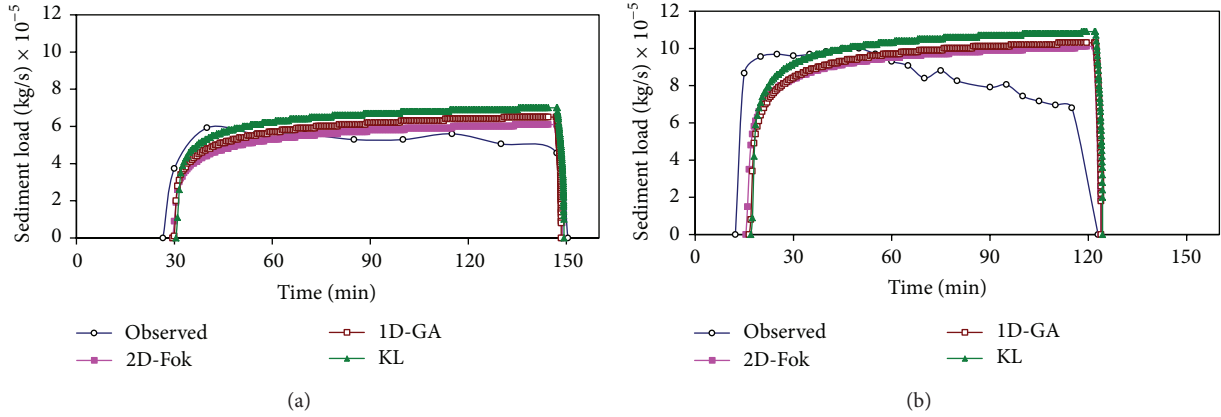 Sediment load (kg/s) × 10⁻⁵
12
10
8
6
4
2
0
0 30 60 90 120 150
Time (min)
Observed
2D-Fok
1D-GA
KL
(a)
Sediment load (kg/s) × 10⁻⁵
12
10
8
6
4
2
0
0 30 60 90 120 150
Time (min)
Observed
2D-Fok
1D-GA
KL
(b)